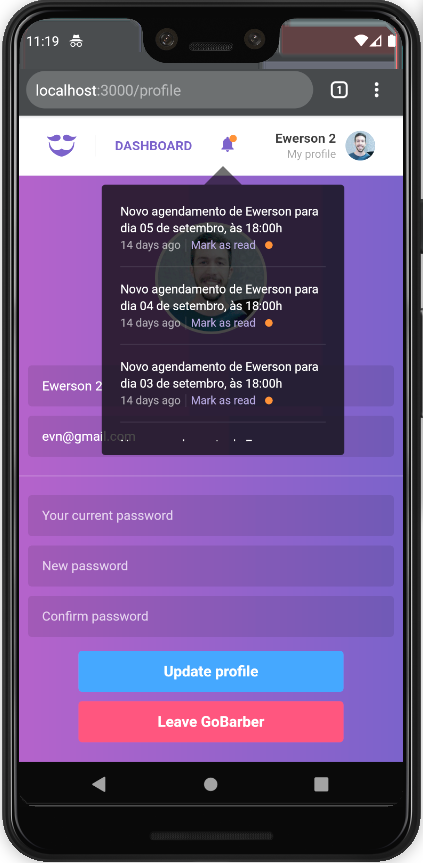 11:19
localhost:3000/profile
1
DASHBOARD
Ewerson 2
My profile
Novo agendamento de Ewerson para
dia 05 de setembro, às 18:00h
14 days ago Mark as read
Novo agendamento de Ewerson para
dia 04 de setembro, às 18:00h
14 days ago Mark as read
Novo agendamento de Ewerson para
dia 03 de setembro, às 18:00h
14 days ago Mark as read
Ewerson 2
evn@gmail.com
Your current password
New password
Confirm password
Update profile
Leave GoBarber